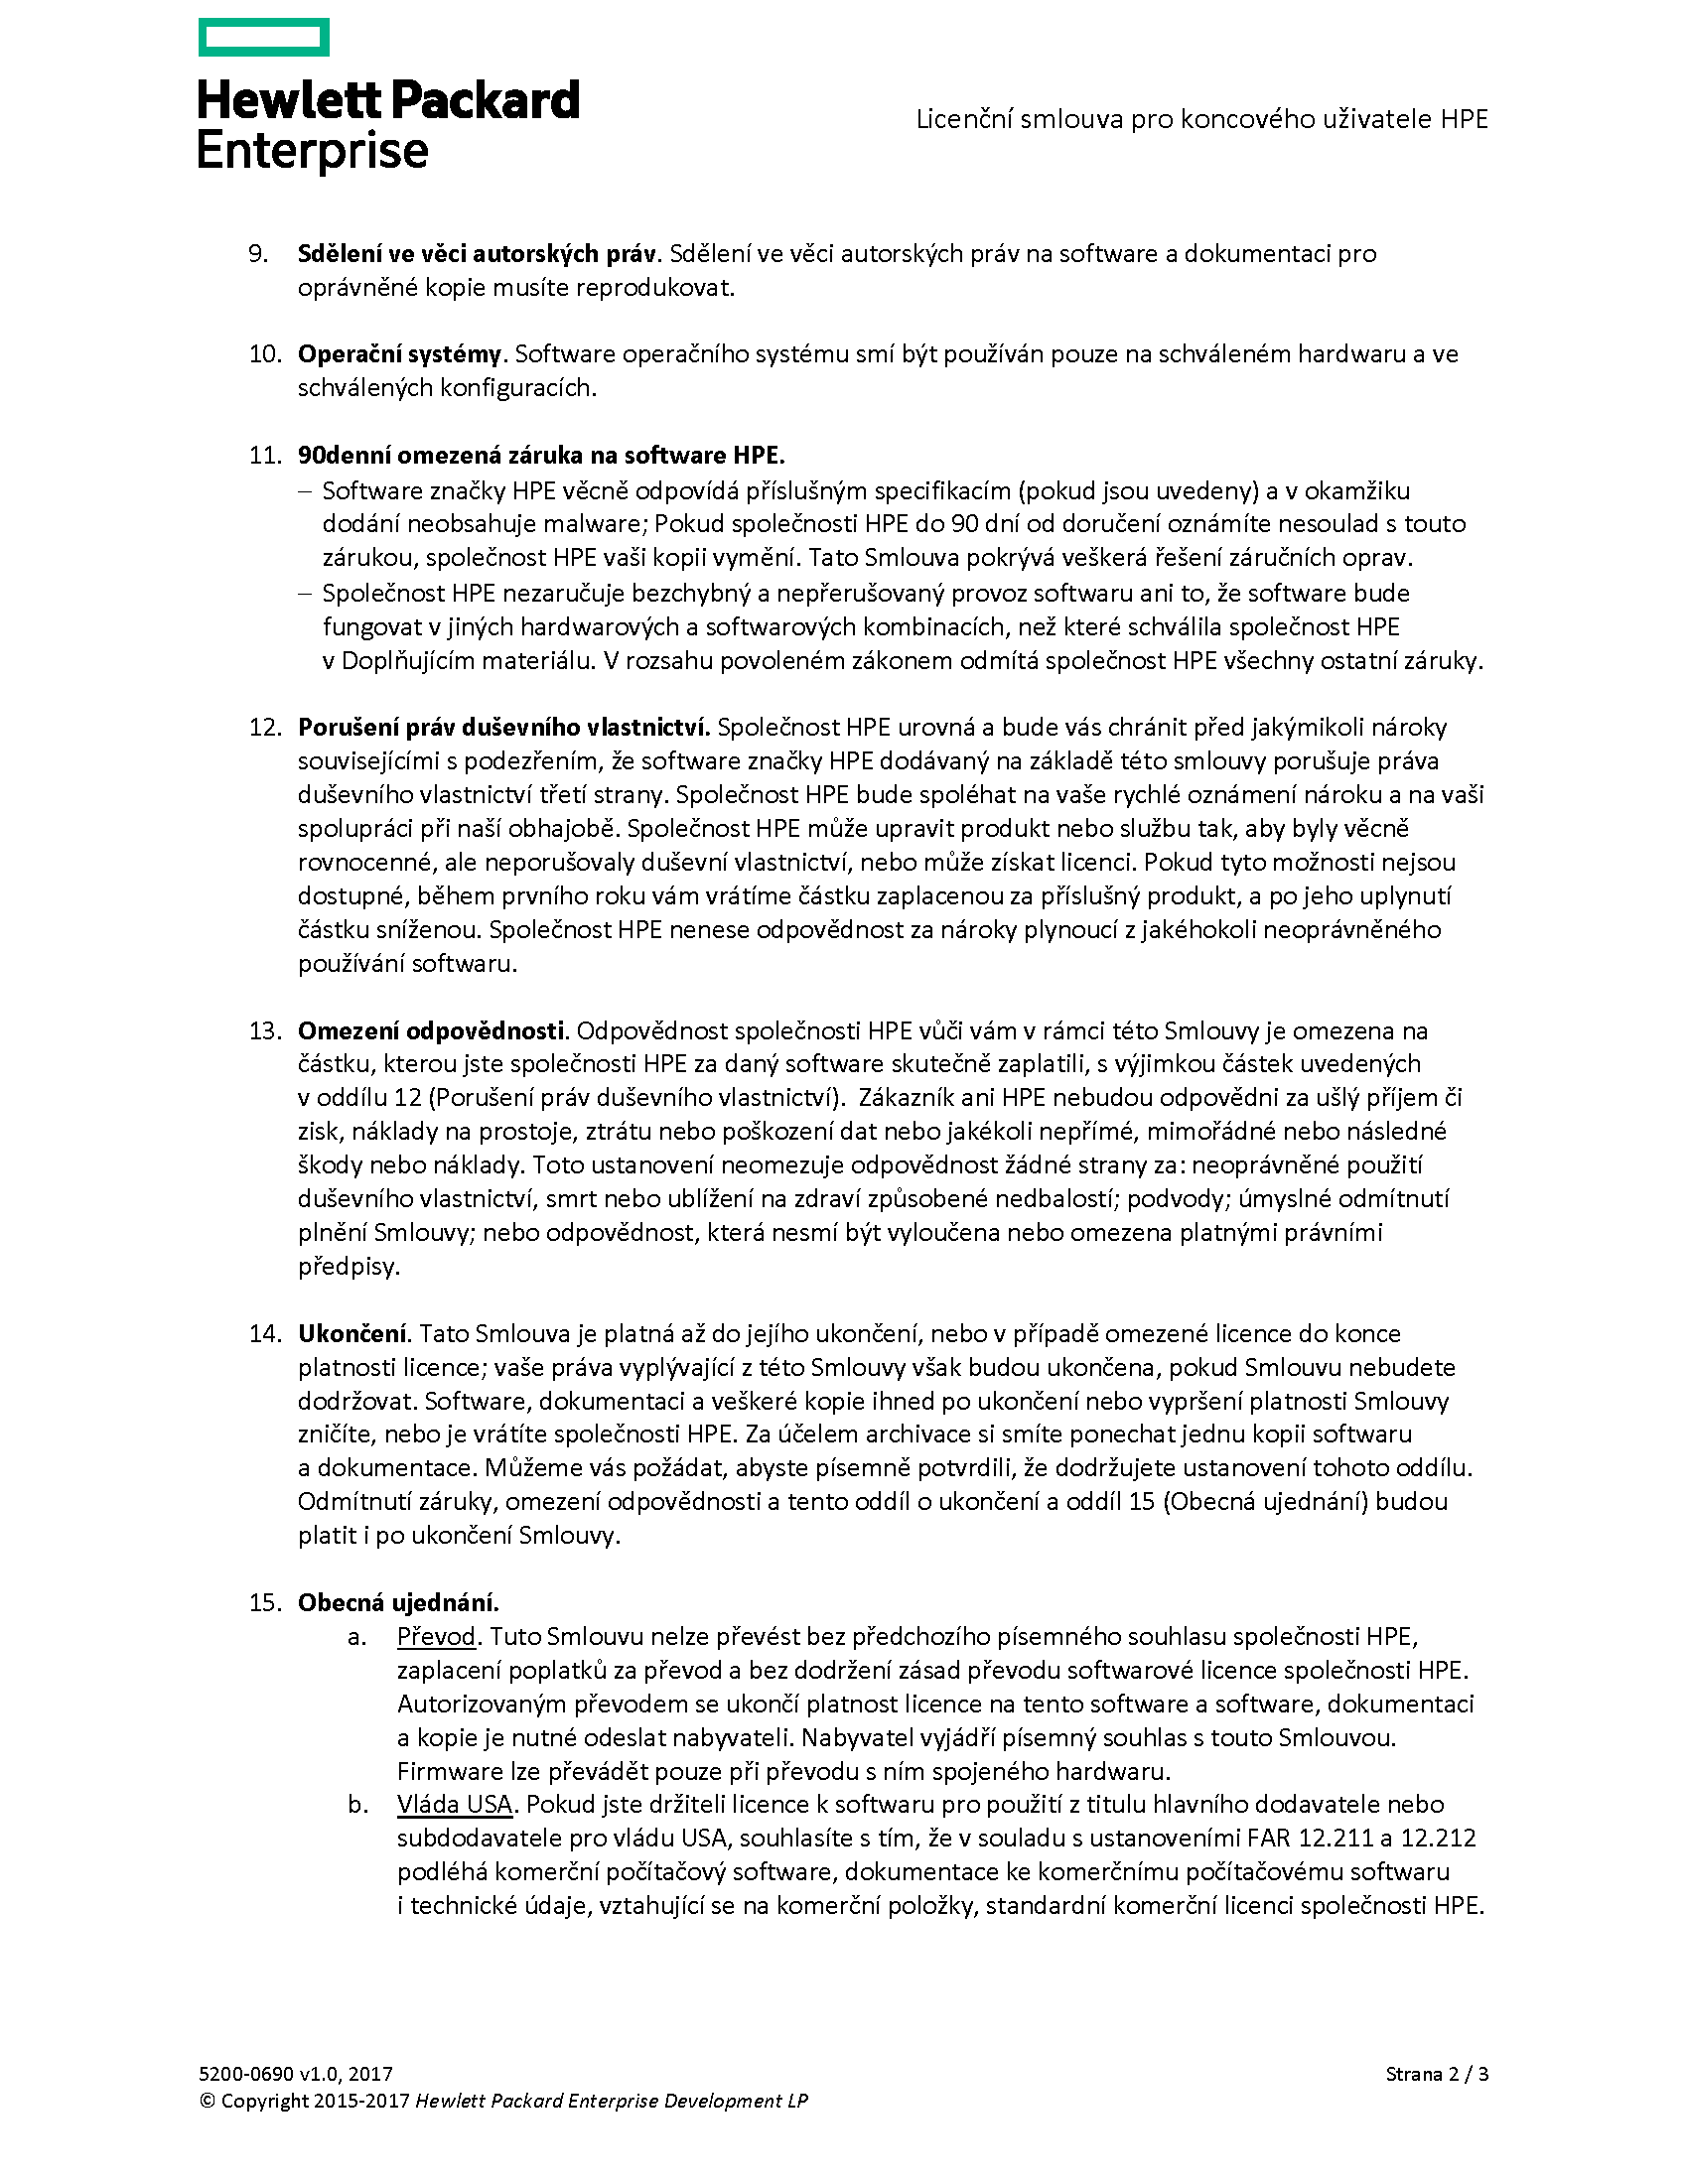 Hewlett Packard
Enterprise
Licenční smlouva pro koncového uživatele HPE
9. Sdělení ve věci autorských práv. Sdělení ve věci autorských práv na software a dokumentaci pro
oprávněné kopie musíte reprodukovat.
10. Operační systémy. Software operačního systému smí být používán pouze na schváleném hardwaru a ve
schválených konfiguracích.
11. 90denní omezená záruka na software HPE.
– Software značky HPE věcně odpovídá příslušným specifikacím (pokud jsou uvedeny) a v okamžiku
dodání neobsahuje malware; Pokud společnosti HPE do 90 dní od doručení oznámíte nesoulad s touto
zárukou, společnost HPE vaši kopii vymění. Tato Smlouva pokrývá veškerá řešení záručních oprav.
– Společnost HPE nezaručuje bezchybný a nepřerušovaný provoz softwaru ani to, že software bude
fungovat v jiných hardwarových a softwarových kombinacích, než které schválila společnost HPE
v Doplňujícím materiálu. V rozsahu povoleném zákonem odmítá společnost HPE všechny ostatní záruky.
12. Porušení práv duševního vlastnictví. Společnost HPE urovná a bude vás chránit před jakýmikoli nároky
souvisejícími s podezřením, že software značky HPE dodávaný na základě této smlouvy porušuje práva
duševního vlastnictví třetí strany. Společnost HPE bude spoléhat na vaše rychlé oznámení nároku a na vaši
spolupráci při naší obhajobě. Společnost HPE může upravit produkt nebo službu tak, aby byly věcně
rovnocenné, ale neporušovaly duševní vlastnictví, nebo může získat licenci. Pokud tyto možnosti nejsou
dostupné, během prvního roku vám vrátíme částku zaplacenou za příslušný produkt, a po jeho uplynutí
částku sníženou. Společnost HPE nenese odpovědnost za nároky plynoucí z jakéhokoli neoprávněného
používání softwaru.
13. Omezení odpovědnosti. Odpovědnost společnosti HPE vůči vám v rámci této Smlouvy je omezena na
částku, kterou jste společnosti HPE za daný software skutečně zaplatili, s výjimkou částek uvedených
v oddílu 12 (Porušení práv duševního vlastnictví).  Zákazník ani HPE nebudou odpovědni za ušlý příjem či
zisk, náklady na prostoje, ztrátu nebo poškození dat nebo jakékoli nepřímé, mimořádné nebo následné
škody nebo náklady. Toto ustanovení neomezuje odpovědnost žádné strany za: neoprávněné použití
duševního vlastnictví, smrt nebo ublížení na zdraví způsobené nedbalostí; podvody; úmyslné odmítnutí
plnění Smlouvy; nebo odpovědnost, která nesmí být vyloučena nebo omezena platnými právními
předpisy.
14. Ukončení. Tato Smlouva je platná až do jejího ukončení, nebo v případě omezené licence do konce
platnosti licence; vaše práva vyplývající z této Smlouvy však budou ukončena, pokud Smlouvu nebudete
dodržovat. Software, dokumentaci a veškeré kopie ihned po ukončení nebo vypršení platnosti Smlouvy
zničíte, nebo je vrátíte společnosti HPE. Za účelem archivace si smíte ponechat jednu kopii softwaru
a dokumentace. Můžeme vás požádat, abyste písemně potvrdili, že dodržujete ustanovení tohoto oddílu.
Odmítnutí záruky, omezení odpovědnosti a tento oddíl o ukončení a oddíl 15 (Obecná ujednání) budou
platit i po ukončení Smlouvy.
15. Obecná ujednání.
a. Převod. Tuto Smlouvu nelze převést bez předchozího písemného souhlasu společnosti HPE,
zaplacení poplatků za převod a bez dodržení zásad převodu softwarové licence společnosti HPE.
Autorizovaným převodem se ukončí platnost licence na tento software a software, dokumentaci
a kopie je nutné odeslat nabyvateli. Nabyvatel vyjádří písemný souhlas s touto Smlouvou.
Firmware lze převádět pouze při převodu s ním spojeného hardwaru.
b. Vláda USA. Pokud jste držiteli licence k softwaru pro použití z titulu hlavního dodavatele nebo
subdodavatele pro vládu USA, souhlasíte s tím, že v souladu s ustanoveními FAR 12.211 a 12.212
podléhá komerční počítačový software, dokumentace ke komerčnímu počítačovému softwaru
i technické údaje, vztahující se na komerční položky, standardní komerční licenci společnosti HPE.
5200-0690 v1.0, 2017
Strana 2 / 3
© Copyright 2015-2017 Hewlett Packard Enterprise Development LP